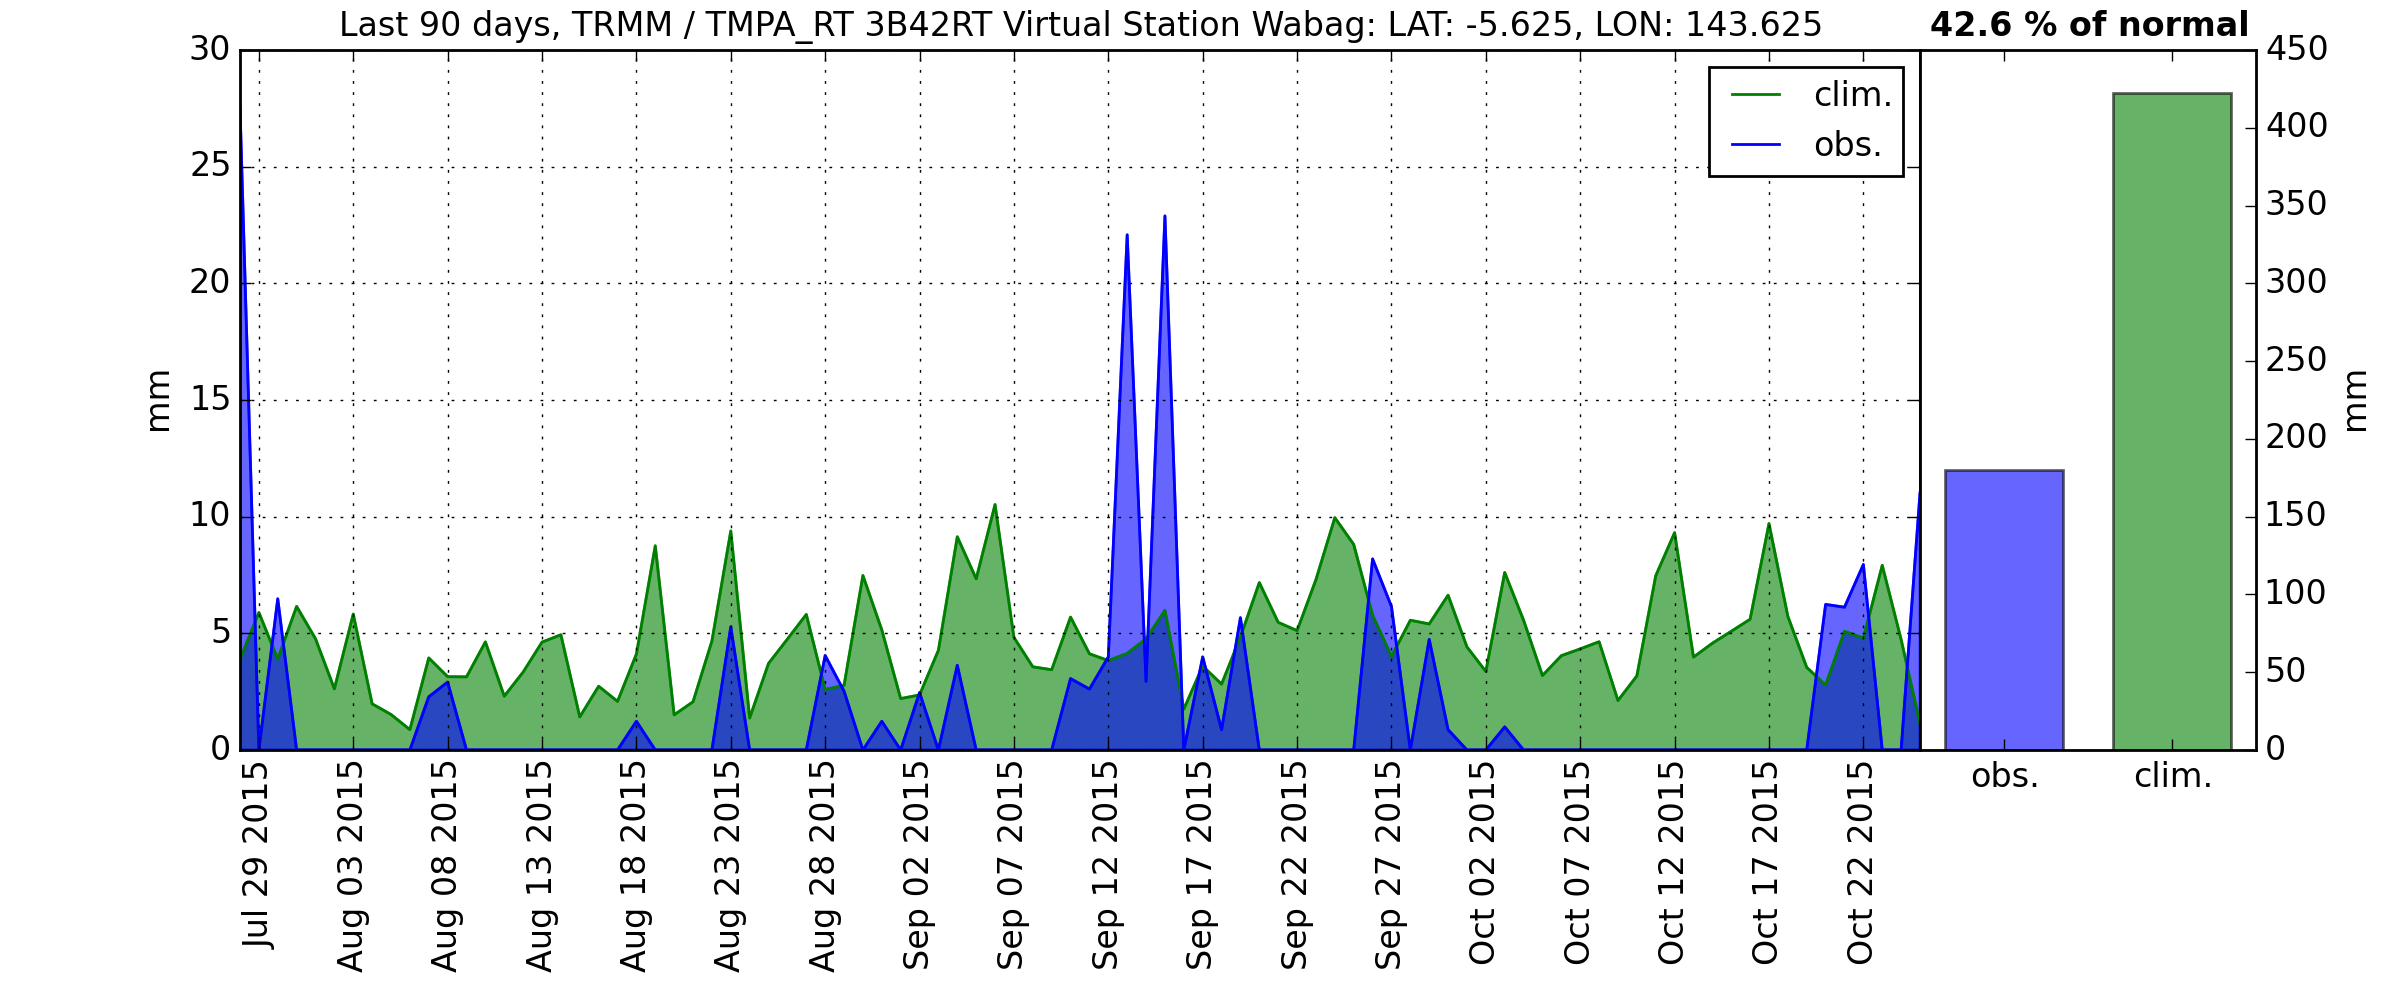 Last 90 days, TRMM / TMPA_RT 3B42RT Virtual Station Wabag: LAT: -5.625, LON: 143.625
42.6 % of normal
30
25
20
15
10
5
0
mm
clim.
obs.
450
400
350
300
250
200
150
100
50
0
mm
Jul 29 2015
Aug 03 2015
Aug 08 2015
Aug 13 2015
Aug 18 2015
Aug 23 2015
Aug 28 2015
Sep 02 2015
Sep 07 2015
Sep 12 2015
Sep 17 2015
Sep 22 2015
Sep 27 2015
Oct 02 2015
Oct 07 2015
Oct 12 2015
Oct 17 2015
Oct 22 2015
obs.
clim.